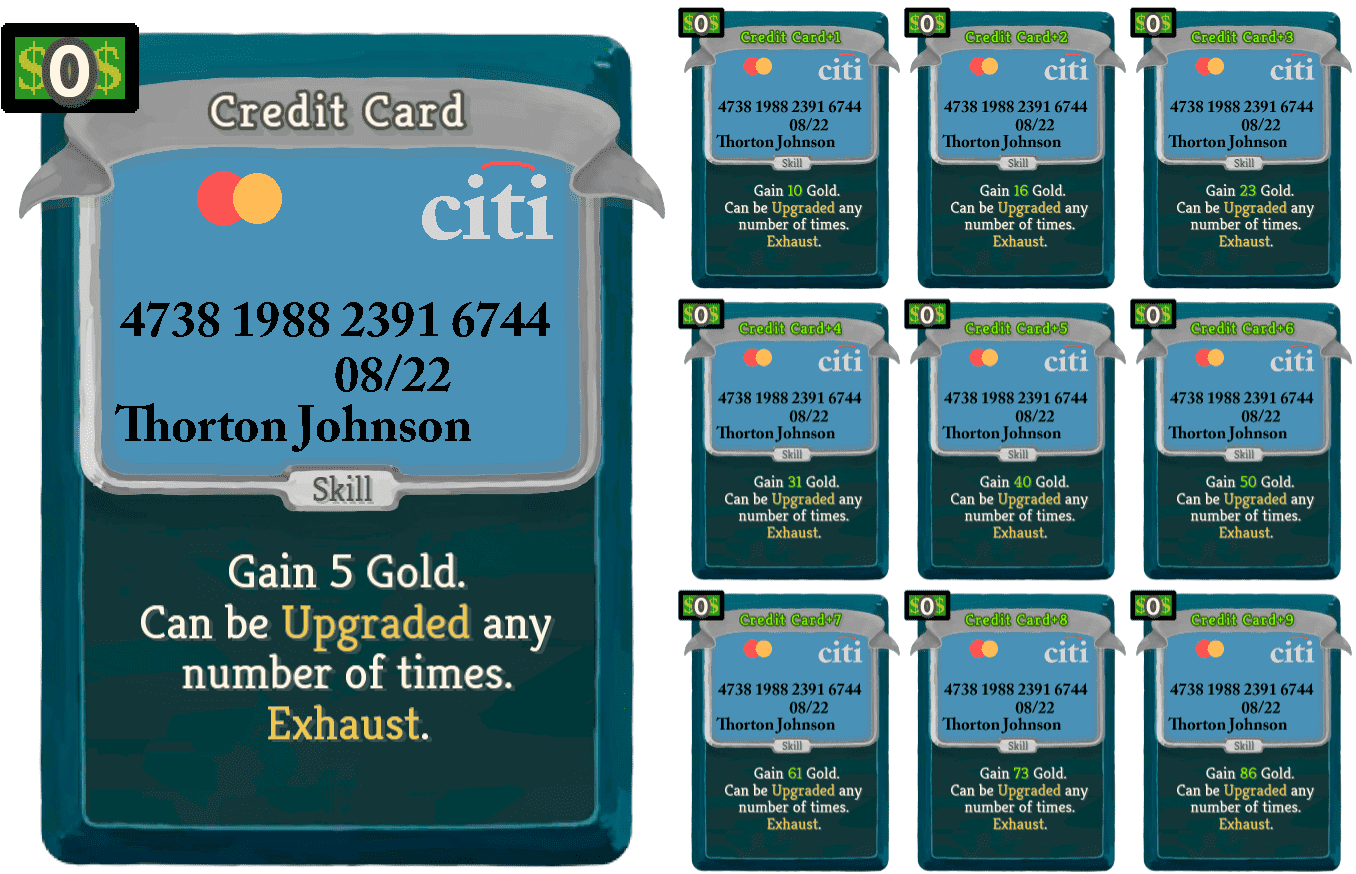 $0$
Credit Card
citi
4738 1988 2391 6744
08/22
Thorton Johnson
Skill
Gain 5 Gold.
Can be Upgraded any
number of times.
Exhaust.
$0$
Credit Card+1
citi
4738 1988 2391 6744
08/22
Thorton Johnson
Skill
Gain 10 Gold.
Can be Upgraded any
number of times.
Exhaust.
$0$
Credit Card+2
citi
4738 1988 2391 6744
08/22
Thorton Johnson
Skill
Gain 16 Gold.
Can be Upgraded any
number of times.
Exhaust.
$0$
Credit Card+3
citi
4738 1988 2391 6744
08/22
Thorton Johnson
Skill
Gain 23 Gold.
Can be Upgraded any
number of times.
Exhaust.
$0$
Credit Card+4
citi
4738 1988 2391 6744
08/22
Thorton Johnson
Skill
Gain 31 Gold.
Can be Upgraded any
number of times.
Exhaust.
$0$
Credit Card+5
citi
4738 1988 2391 6744
08/22
Thorton Johnson
Skill
Gain 40 Gold.
Can be Upgraded any
number of times.
Exhaust.
$0$
Credit Card+6
citi
4738 1988 2391 6744
08/22
Thorton Johnson
Skill
Gain 50 Gold.
Can be Upgraded any
number of times.
Exhaust.
$0$
Credit Card+7
citi
4738 1988 2391 6744
08/22
Thorton Johnson
Skill
Gain 61 Gold.
Can be Upgraded any
number of times.
Exhaust.
$0$
Credit Card+8
citi
4738 1988 2391 6744
08/22
Thorton Johnson
Skill
Gain 73 Gold.
Can be Upgraded any
number of times.
Exhaust.
$0$
Credit Card+9
citi
4738 1988 2391 6744
08/22
Thorton Johnson
Skill
Gain 86 Gold.
Can be Upgraded any
number of times.
Exhaust.